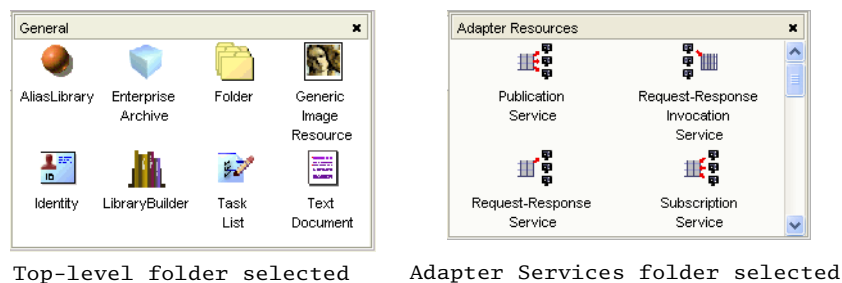 General
AliasLibrary
Enterprise
Archive
Folder
Generic
Image
Resource
Identity
LibraryBuilder
Task
List
Text
Document
Top-level folder selected
Adapter Resources
Publication
Service
Request-Response
Invocation
Service
Request-Response
Service
Subscription
Service
Adapter Services folder selected